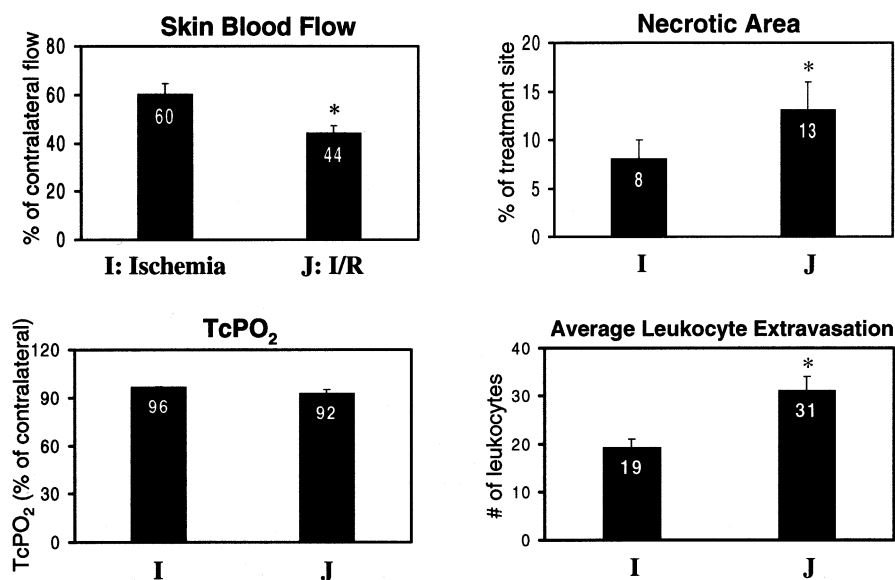 Skin Blood Flow
% of contralateral flow
80
60
40
20
0
60
*
44
I: Ischemia J: I/R
Necrotic Area
% of treatment site
20
15
10
5
0
8
*
13
I J
TcPO₂
TcPO₂ (% of contralateral)
120
90
60
30
0
96
92
I J
Average Leukocyte Extravasation
# of leukocytes
40
30
20
10
0
19
*
31
I J